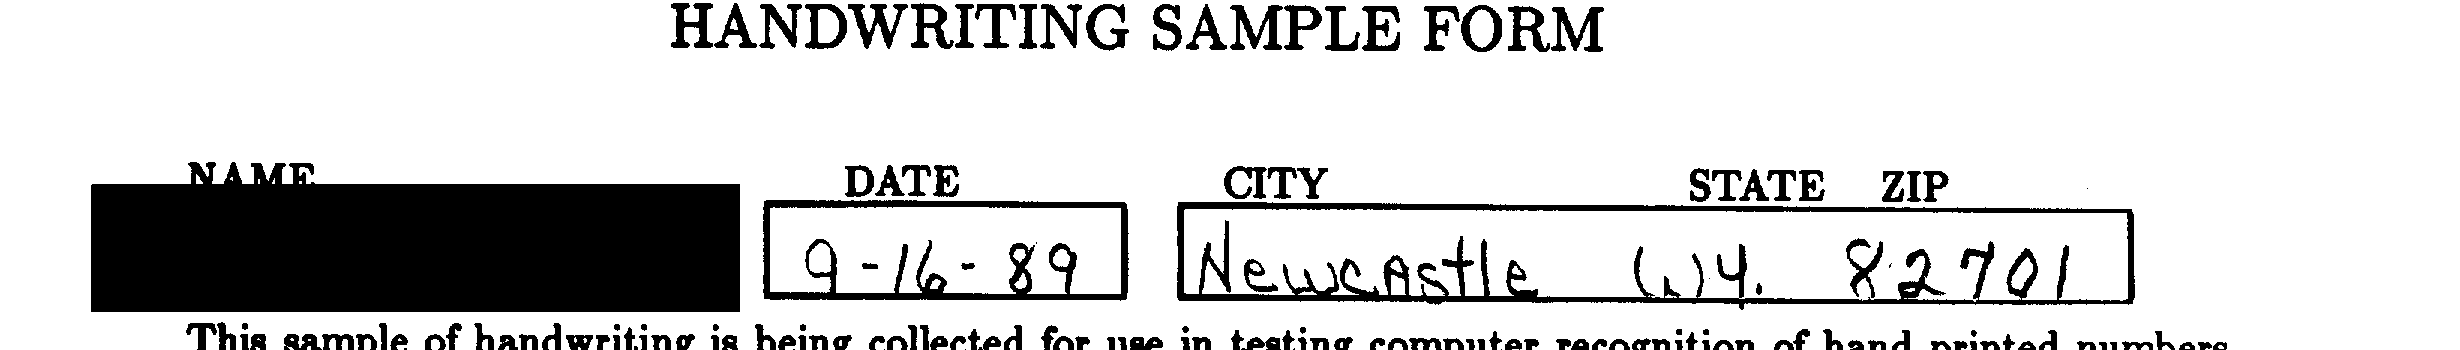 HANDWRITING SAMPLE FORM
NAME DATE CITY STATE ZIP
9-16-89 Newcastle Wy. 82701
This sample of handwriting is being collected for use in testing computer recognition of hand printed numbers